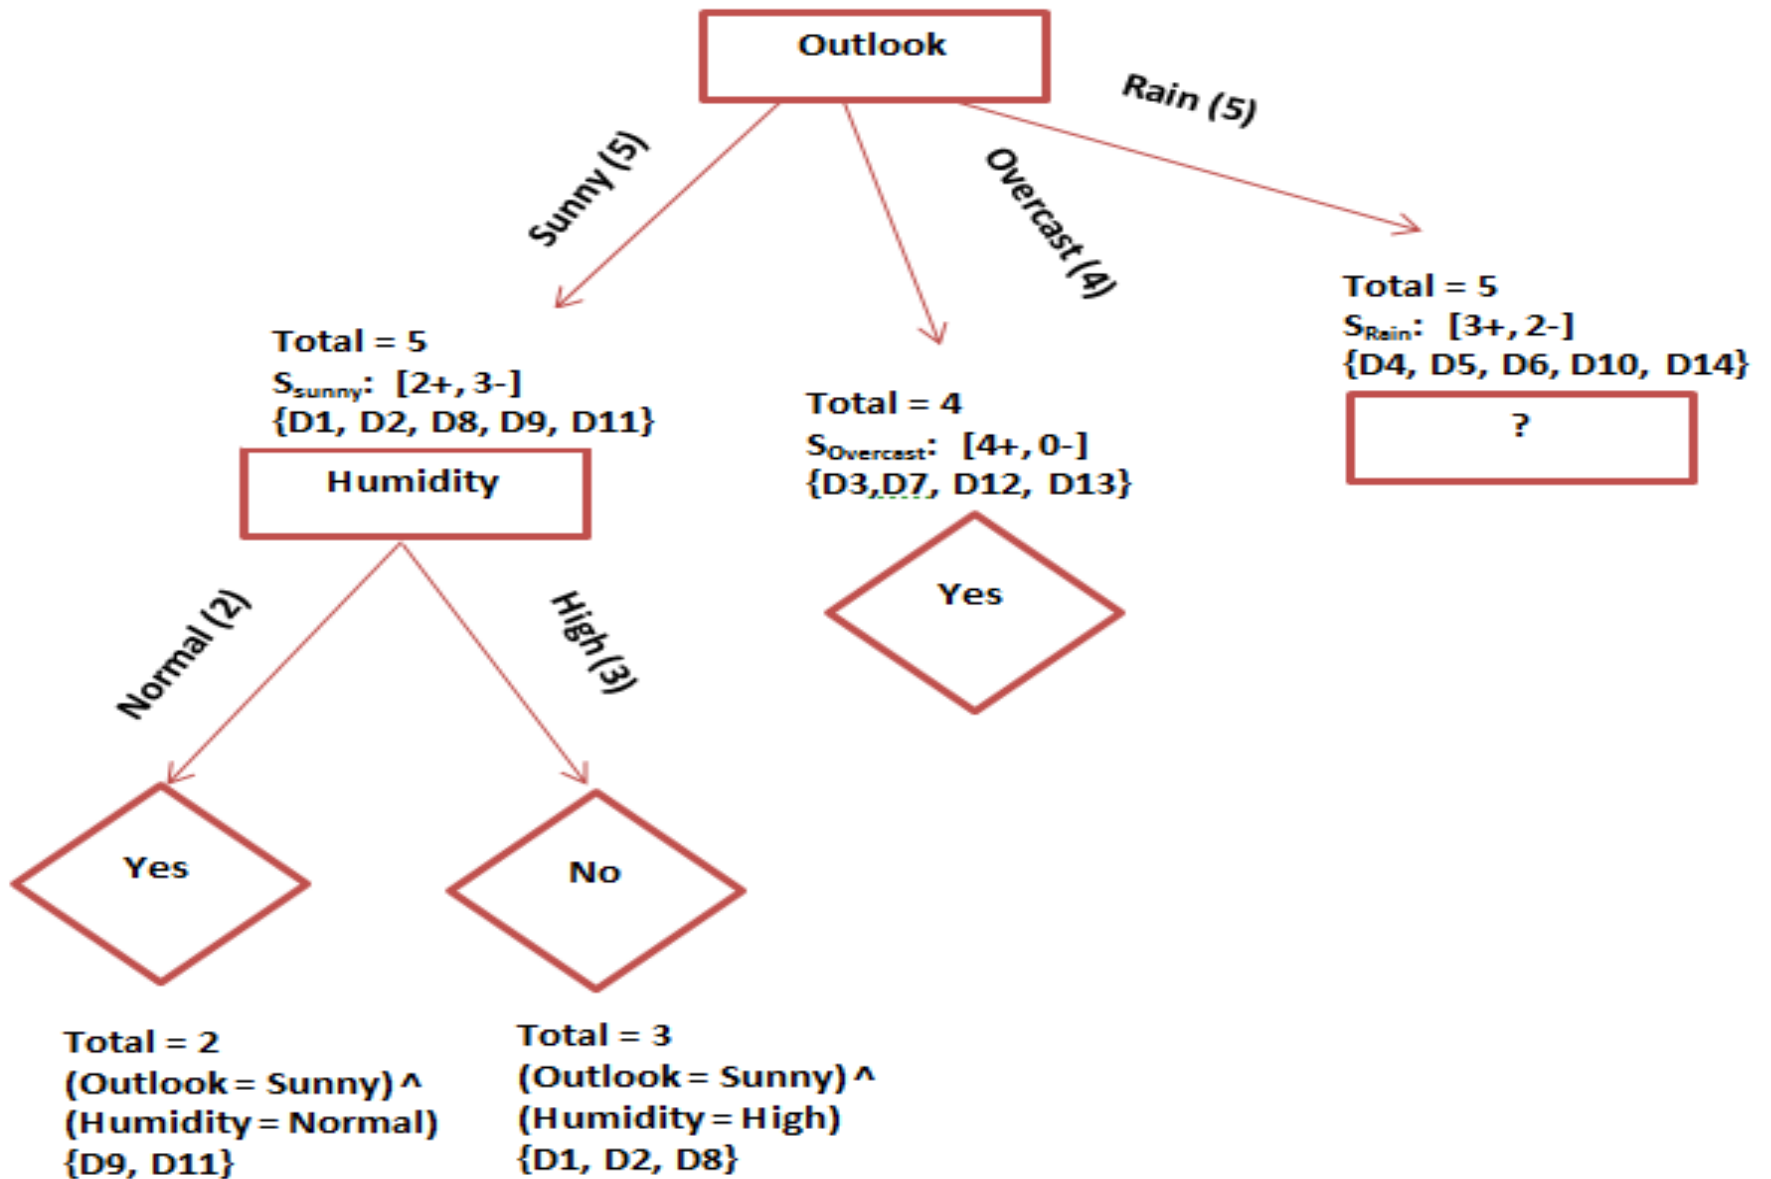 Outlook
Sunny (5)
Overcast (4)
Rain (5)
Total = 5
S_sunny: [2+, 3-]
{D1, D2, D8, D9, D11}
Humidity
Total = 4
S_Overcast: [4+, 0-]
{D3,D7, D12, D13}
Yes
Total = 5
S_Rain: [3+, 2-]
{D4, D5, D6, D10, D14}
?
Normal (2)
High (3)
Yes
No
Total = 2
(Outlook = Sunny) ^
(Humidity = Normal)
{D9, D11}
Total = 3
(Outlook = Sunny) ^
(Humidity = High)
{D1, D2, D8}